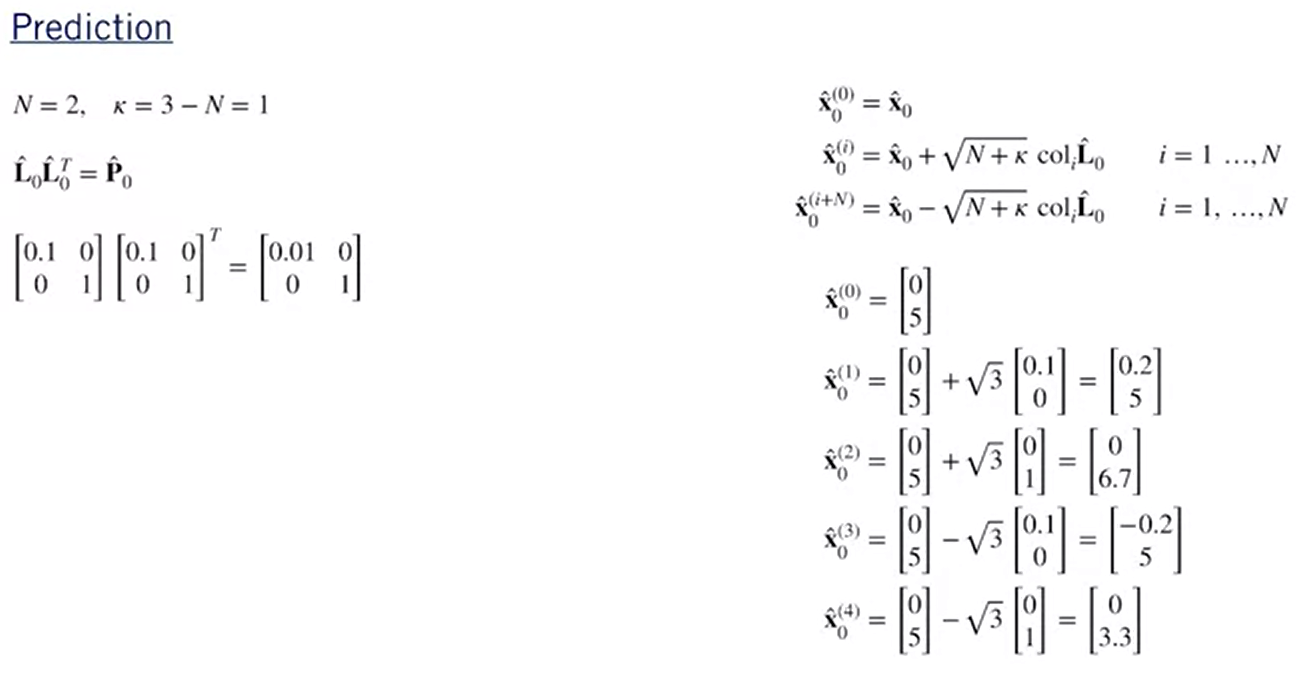 Prediction
N = 2, κ = 3 − N = 1
L̂₀L̂₀ᵀ = P̂₀
[0.1 0; 0 1] [0.1 0; 0 1]ᵀ = [0.01 0; 0 1]
x̂₀⁽⁰⁾ = x̂₀
x̂₀⁽ⁱ⁾ = x̂₀ + √(N + κ) colᵢL̂₀ i = 1 ..., N
x̂₀⁽ⁱ⁺ᴺ⁾ = x̂₀ − √(N + κ) colᵢL̂₀ i = 1, ..., N
x̂₀⁽⁰⁾ = [0; 5]
x̂₀⁽¹⁾ = [0; 5] + √3 [0.1; 0] = [0.2; 5]
x̂₀⁽²⁾ = [0; 5] + √3 [0; 1] = [0; 6.7]
x̂₀⁽³⁾ = [0; 5] − √3 [0.1; 0] = [−0.2; 5]
x̂₀⁽⁴⁾ = [0; 5] − √3 [0; 1] = [0; 3.3]